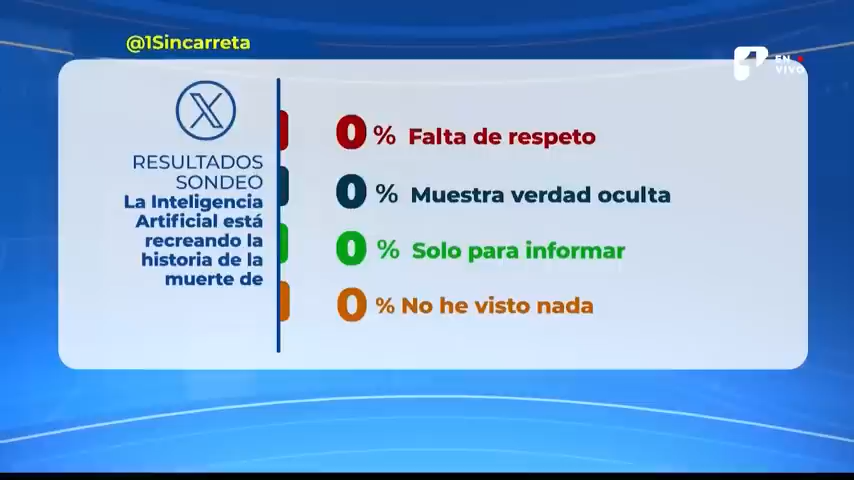 @1Sincarreta
EN
VIVO
RESULTADOS
SONDEO
La Inteligencia
Artificial está
recreando la
historia de la
muerte de
0 % Falta de respeto
0 % Muestra verdad oculta
0 % Solo para informar
0 % No he visto nada